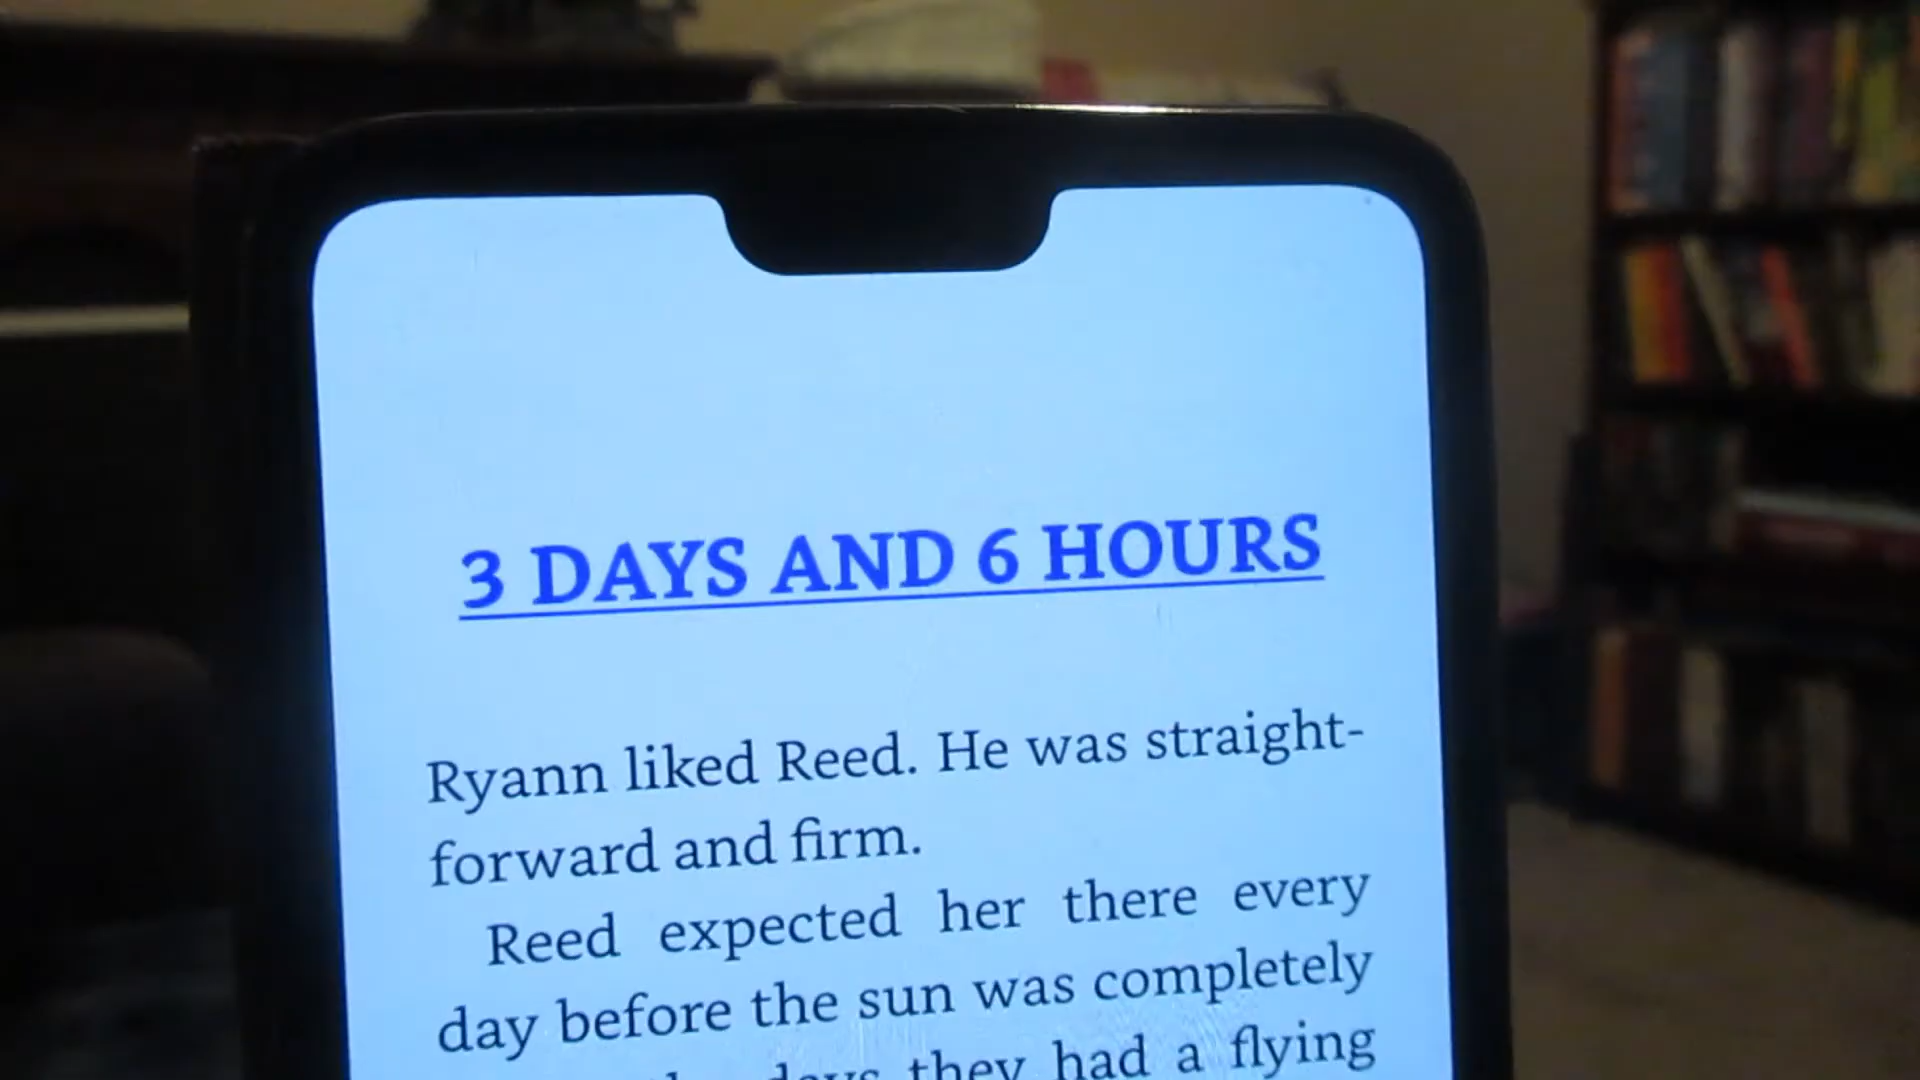 3 DAYS AND 6 HOURS
Ryann liked Reed. He was straight-
forward and firm.
Reed expected her there every
day before the sun was completely
days they had a flying